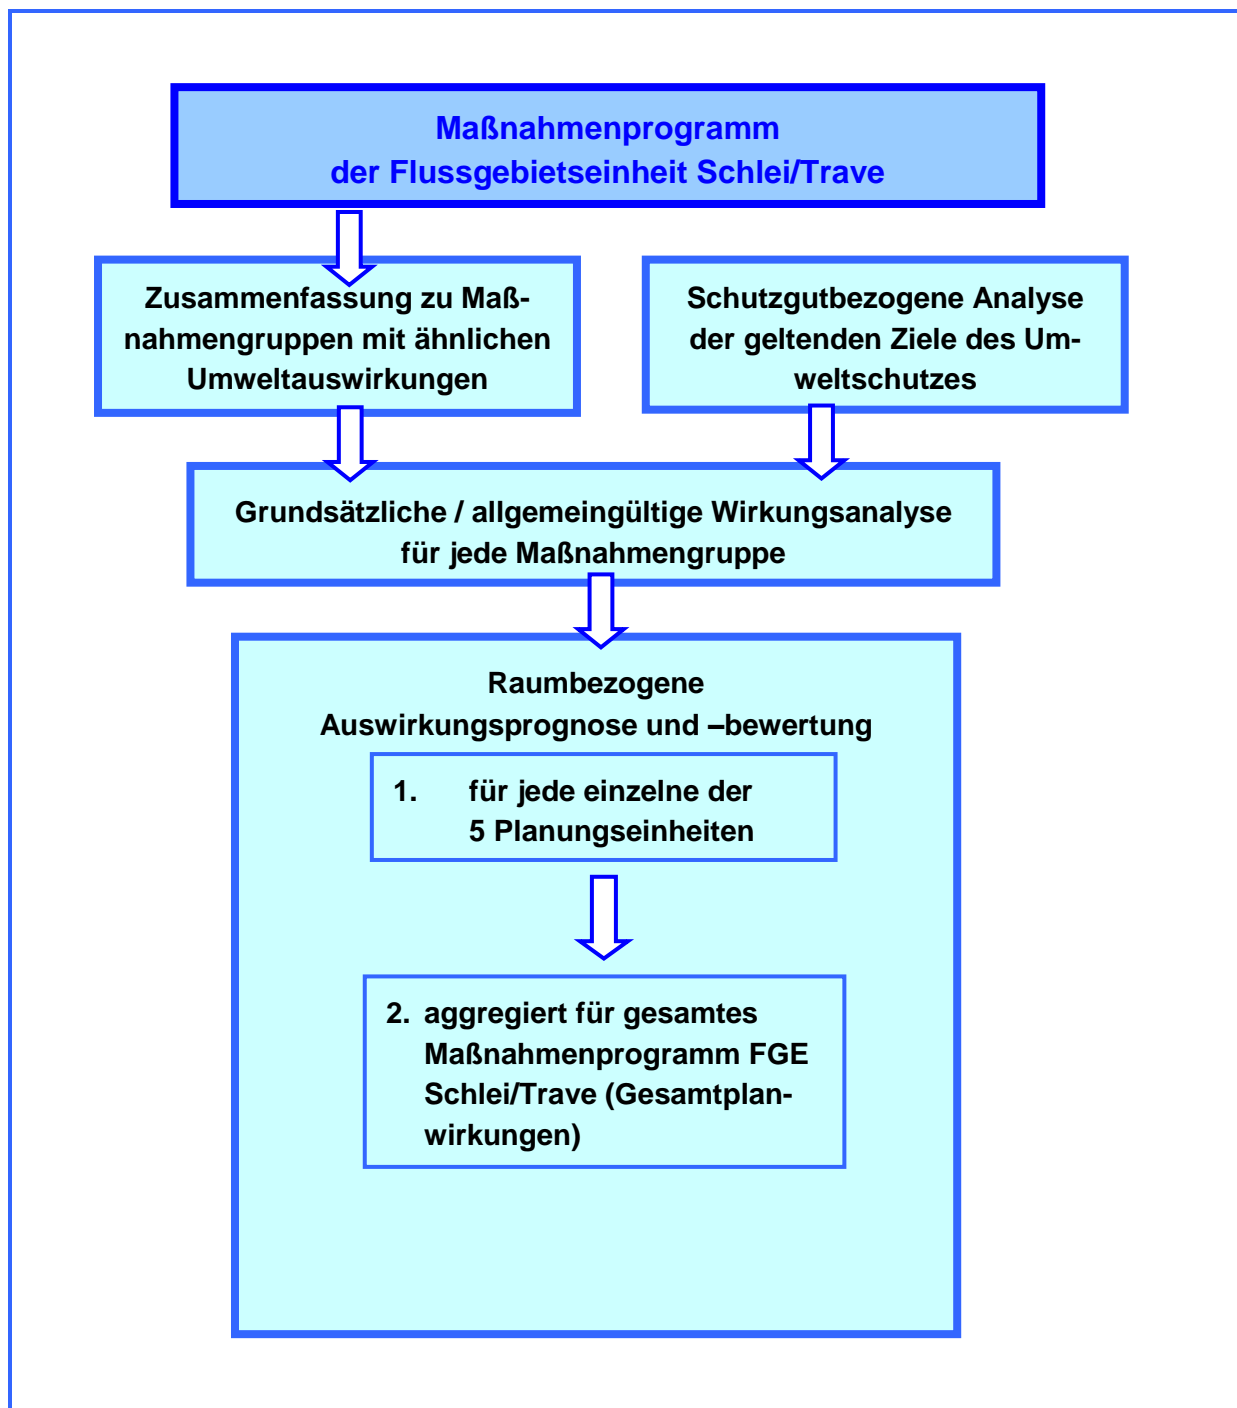 Maßnahmenprogramm
der Flussgebietseinheit Schlei/Trave
Zusammenfassung zu Maß-
nahmengruppen mit ähnlichen
Umweltauswirkungen
Schutzgutbezogene Analyse
der geltenden Ziele des Um-
weltschutzes
Grundsätzliche / allgemeingültige Wirkungsanalyse
für jede Maßnahmengruppe
Raumbezogene
Auswirkungsprognose und –bewertung
1. für jede einzelne der
5 Planungseinheiten
2. aggregiert für gesamtes
Maßnahmenprogramm FGE
Schlei/Trave (Gesamtplan-
wirkungen)